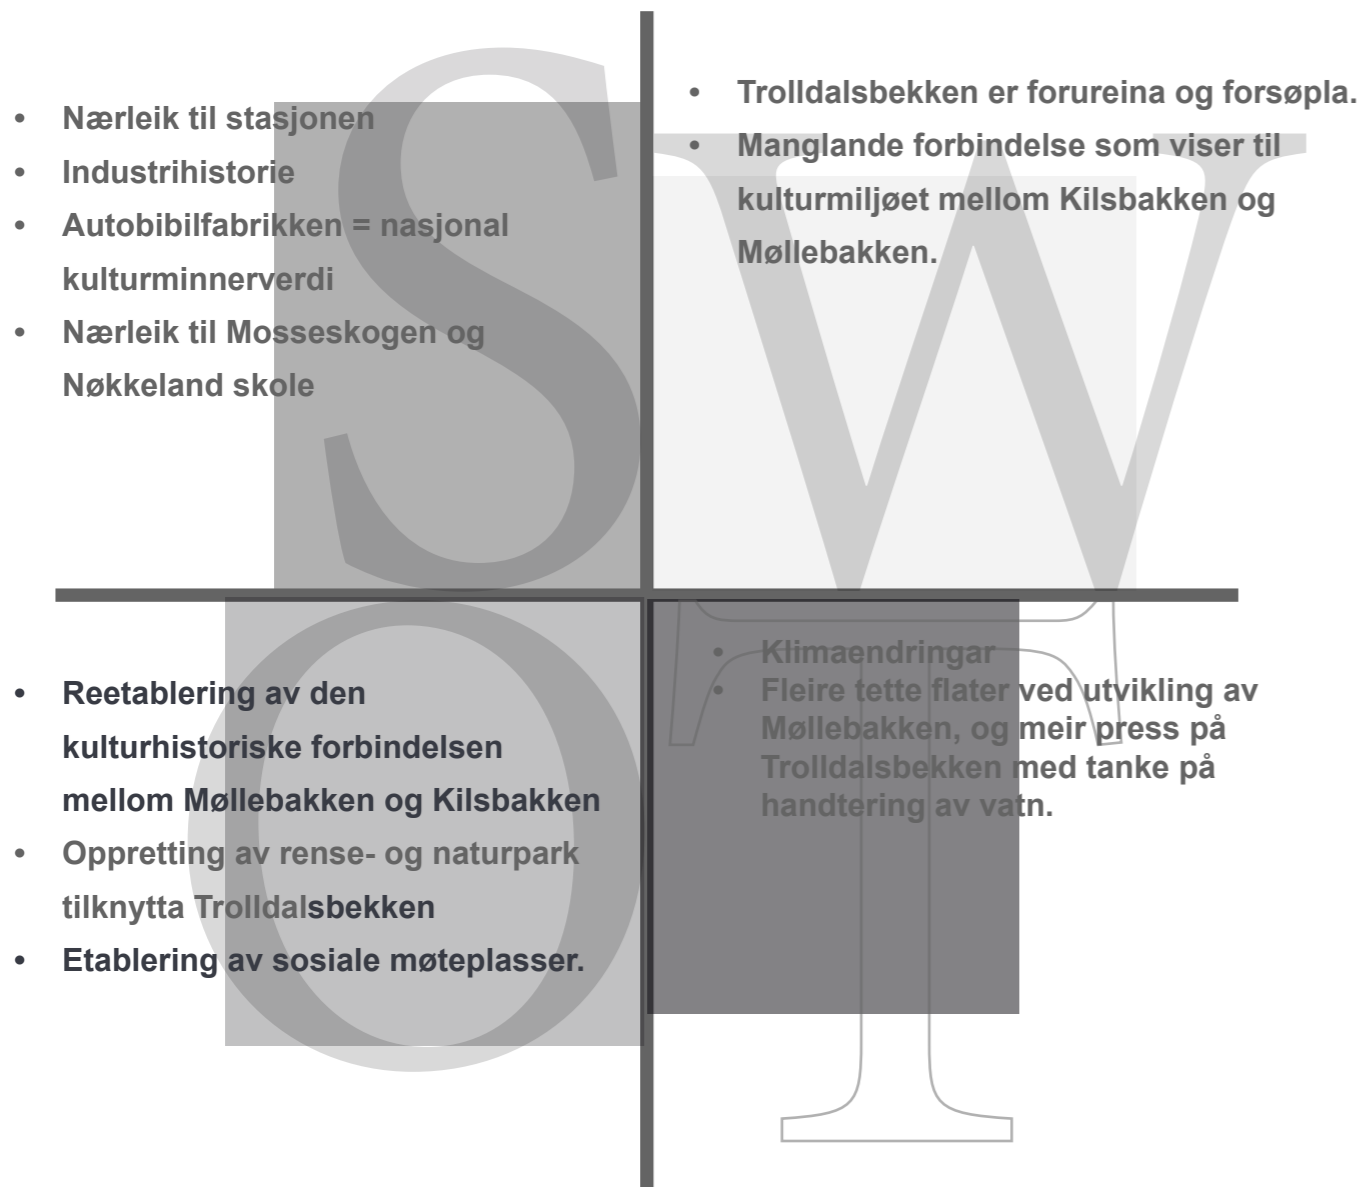 S
• Nærleik til stasjonen
• Industrihistorie
• Autobibilfabrikken = nasjonal
kulturminnerverdi
• Nærleik til Mosseskogen og
Nøkkeland skole
W
• Trolldalsbekken er forureina og forsøpla.
• Manglande forbindelse som viser til
kulturmiljøet mellom Kilsbakken og
Møllebakken.
O
• Reetablering av den
kulturhistoriske forbindelsen
mellom Møllebakken og Kilsbakken
• Oppretting av rense- og naturpark
tilknytta Trolldalsbekken
• Etablering av sosiale møteplasser.
T
• Klimaendringar
• Fleire tette flater ved utvikling av
Møllebakken, og meir press på
Trolldalsbekken med tanke på
handtering av vatn.